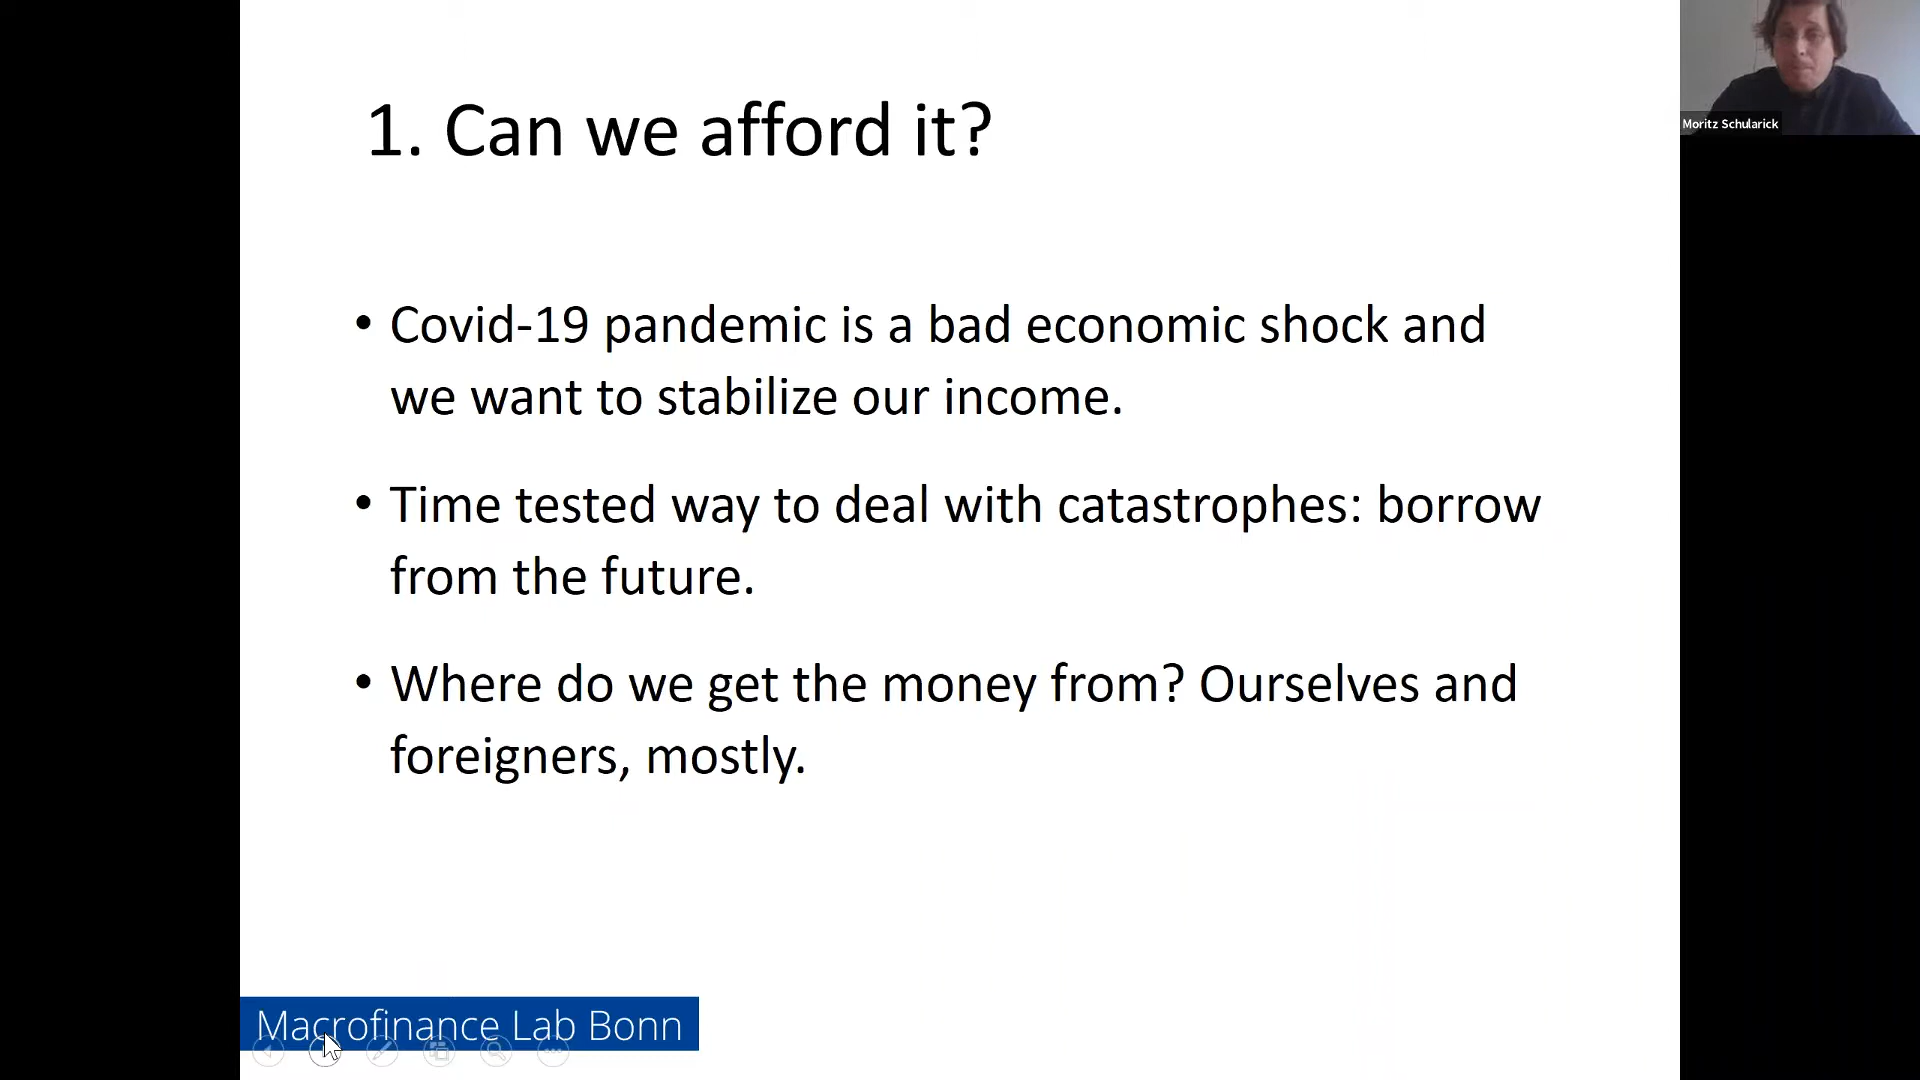 1. Can we afford it?
Moritz Schularick
• Covid-19 pandemic is a bad economic shock and
we want to stabilize our income.
• Time tested way to deal with catastrophes: borrow
from the future.
• Where do we get the money from? Ourselves and
foreigners, mostly.
Macrofinance Lab Bonn